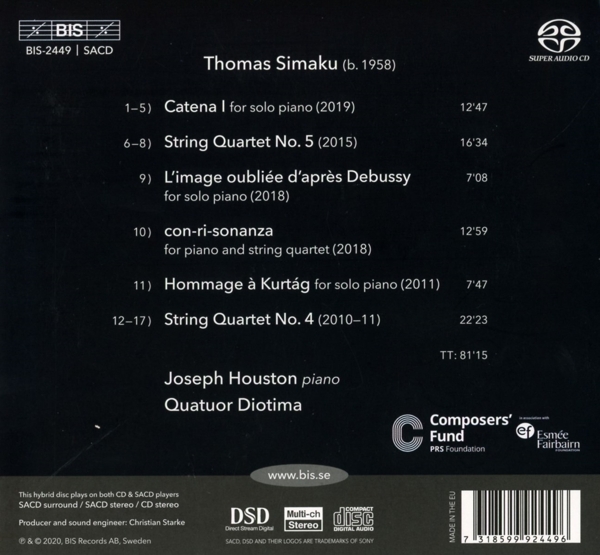 BIS
BIS-2449 | SACD
SUPER AUDIO CD
Thomas Simaku (b. 1958)
1–5) Catena I for solo piano (2019) 12'47
6–8) String Quartet No. 5 (2015) 16'34
9) L'image oubliée d'après Debussy 7'08
for solo piano (2018)
10) con-ri-sonanza 12'59
for piano and string quartet (2018)
11) Hommage à Kurtág for solo piano (2011) 7'47
12–17) String Quartet No. 4 (2010–11) 22'23
TT: 81'15
Joseph Houston piano
Quatuor Diotima
Composers'
Fund
PRS Foundation
in association with
ef Esmée
Fairbairn
www.bis.se
This hybrid disc plays on both CD & SACD players
SACD surround / SACD stereo / CD stereo
Producer and sound engineer: Christian Starke
℗ & © 2020, BIS Records AB, Sweden
DSD
Direct Stream Digital
Multi-ch
Stereo
COMPACT
disc
DIGITAL AUDIO
SACD, DSD AND THEIR LOGOS ARE TRADEMARKS OF SONY
MADE IN THE EU
7 318599 924496